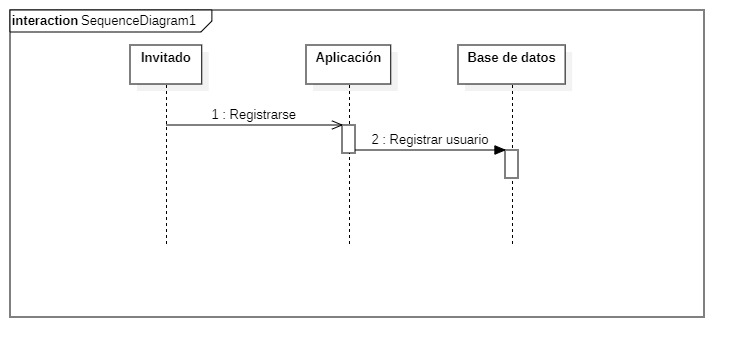 interaction SequenceDiagram1
Invitado
Aplicación
Base de datos
1 : Registrarse
2 : Registrar usuario